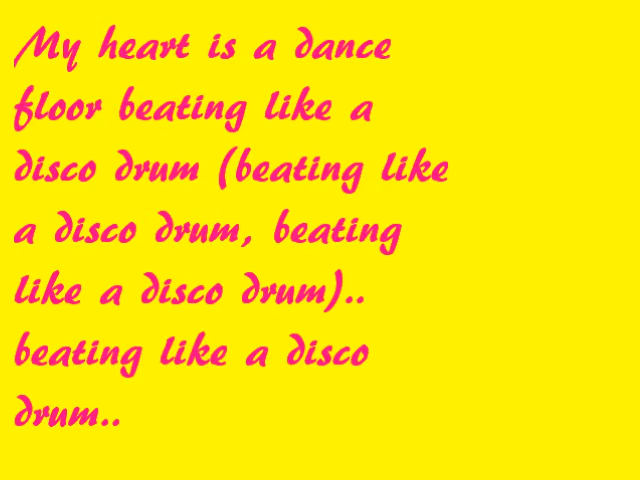 My heart is a dance
floor beating like a
disco drum (beating like
a disco drum, beating
like a disco drum)..
beating like a disco
drum..